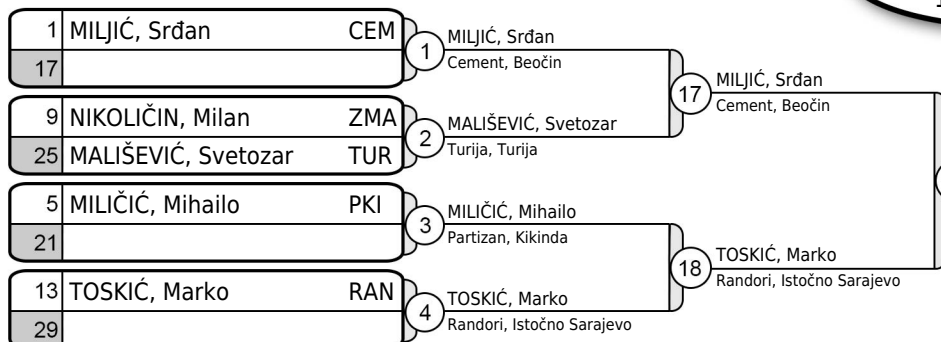 1 MILJIĆ, Srđan CEM
17
9 NIKOLIČIN, Milan ZMA
25 MALIŠEVIĆ, Svetozar TUR
5 MILIČIĆ, Mihailo PKI
21
13 TOSKIĆ, Marko RAN
29
1
MILJIĆ, Srđan
Cement, Beočin
2
MALIŠEVIĆ, Svetozar
Turija, Turija
3
MILIČIĆ, Mihailo
Partizan, Kikinda
4
TOSKIĆ, Marko
Randori, Istočno Sarajevo
17
MILJIĆ, Srđan
Cement, Beočin
18
TOSKIĆ, Marko
Randori, Istočno Sarajevo